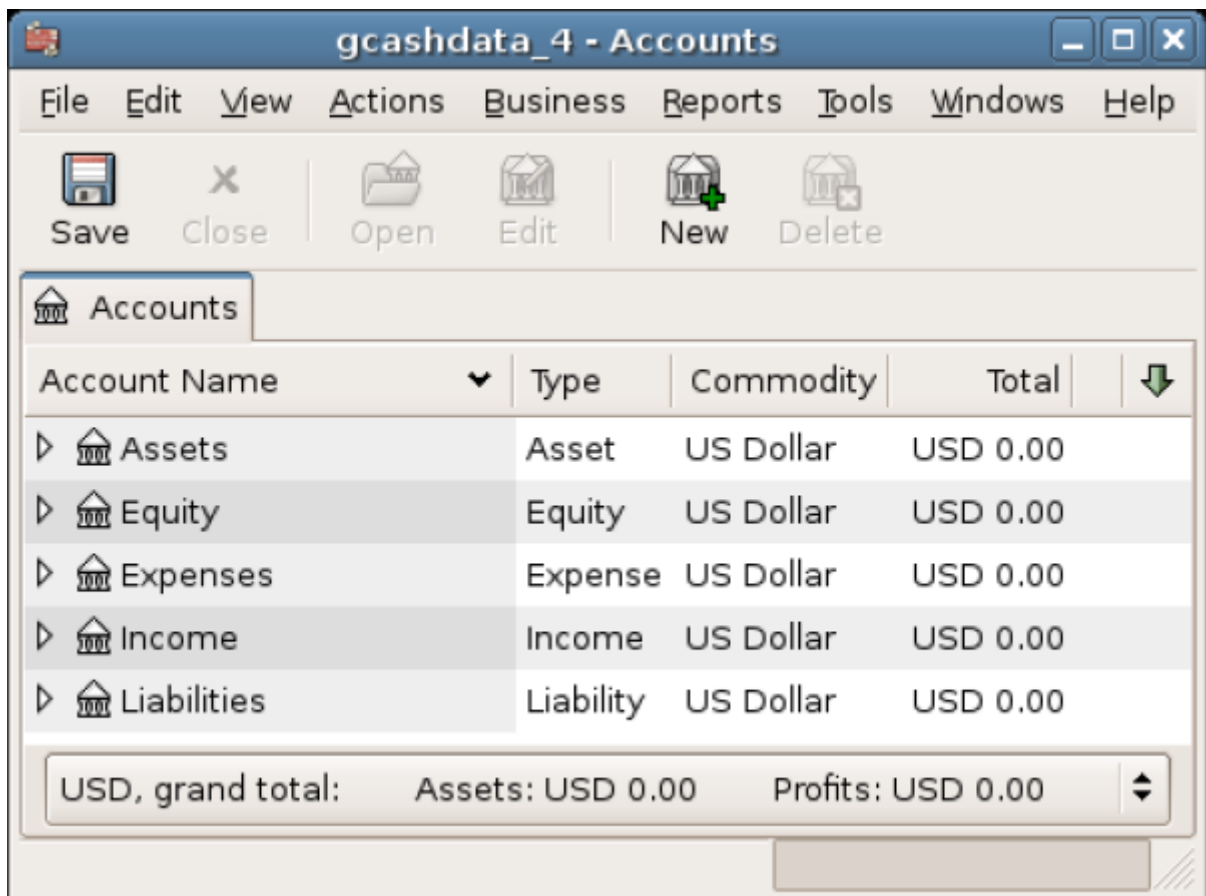 gcashdata_4 - Accounts
File Edit View Actions Business Reports Tools Windows Help
Save Close Open Edit New Delete
Accounts
Account Name Type Commodity Total
Assets Asset US Dollar USD 0.00
Equity Equity US Dollar USD 0.00
Expenses Expense US Dollar USD 0.00
Income Income US Dollar USD 0.00
Liabilities Liability US Dollar USD 0.00
USD, grand total: Assets: USD 0.00 Profits: USD 0.00